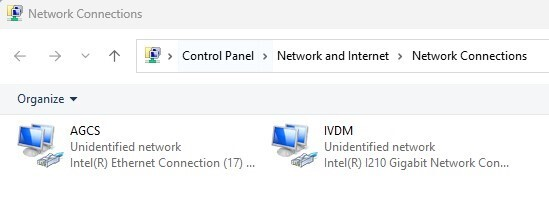 Network Connections
Control Panel > Network and Internet > Network Connections
Organize
AGCS
Unidentified network
Intel(R) Ethernet Connection (17) ...
IVDM
Unidentified network
Intel(R) I210 Gigabit Network Con...